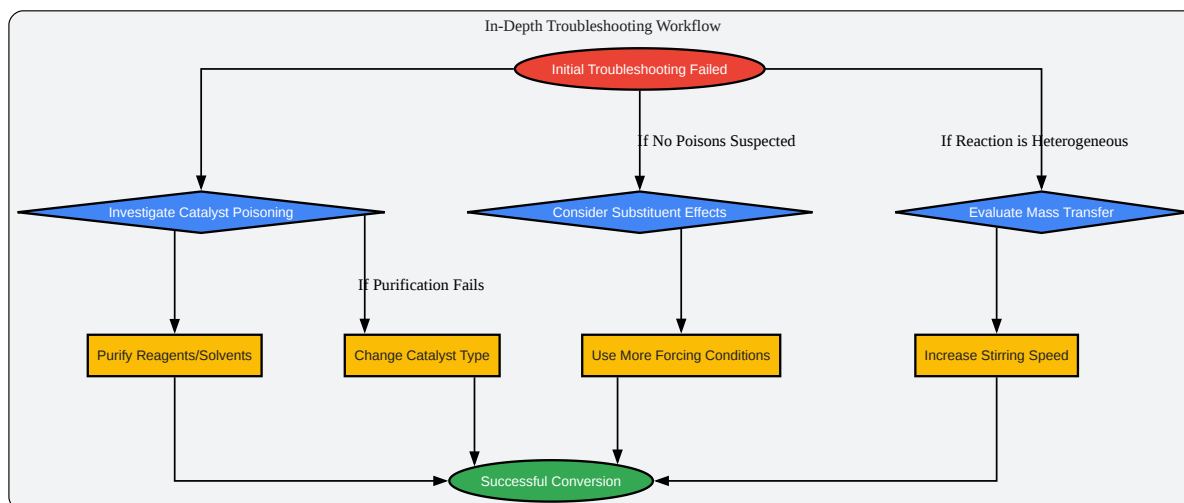 In-Depth Troubleshooting Workflow
Initial Troubleshooting Failed
If No Poisons Suspected
If Reaction is Heterogeneous
Investigate Catalyst Poisoning
Consider Substituent Effects
Evaluate Mass Transfer
If Purification Fails
Purify Reagents/Solvents
Change Catalyst Type
Use More Forcing Conditions
Increase Stirring Speed
Successful Conversion